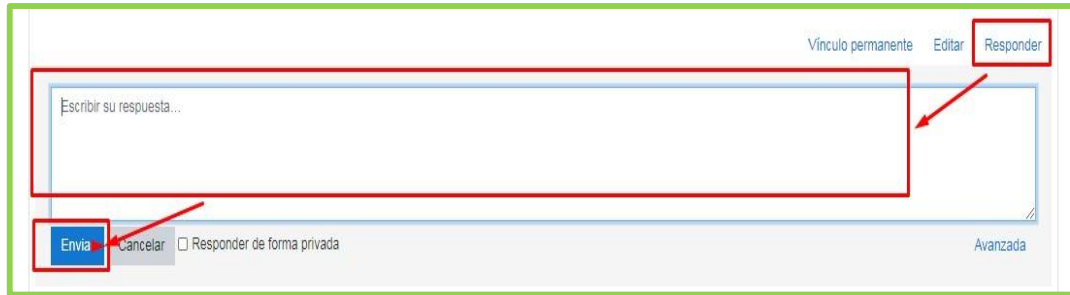 Vínculo permanente Editar Responder
Escribir su respuesta...
Envia Cancelar Responder de forma privada Avanzada